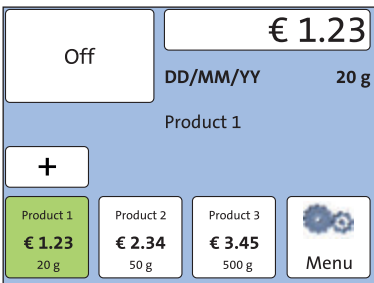 Off
€ 1.23
DD/MM/YY 20 g
Product 1
+
Product 1
€ 1.23
20 g
Product 2
€ 2.34
50 g
Product 3
€ 3.45
500 g
Menu